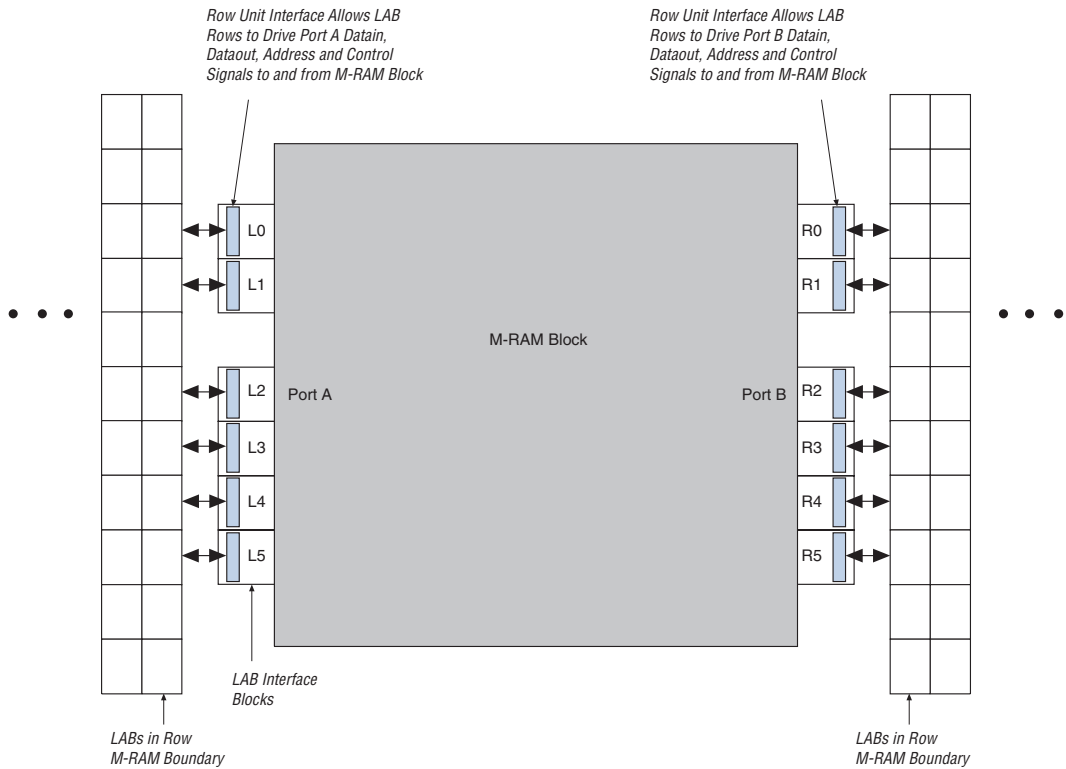 Row Unit Interface Allows LAB
Rows to Drive Port A Datain,
Dataout, Address and Control
Signals to and from M-RAM Block
Row Unit Interface Allows LAB
Rows to Drive Port B Datain,
Dataout, Address and Control
Signals to and from M-RAM Block
L0
R0
L1
R1
M-RAM Block
L2
Port A
Port B
R2
L3
R3
L4
R4
L5
R5
LAB Interface
Blocks
LABs in Row
M-RAM Boundary
LABs in Row
M-RAM Boundary